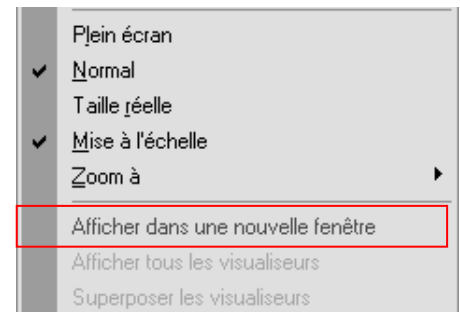 Plein écran
Normal
Taille réelle
Mise à l'échelle
Zoom à
Afficher dans une nouvelle fenêtre
Afficher tous les visualiseurs
Superposer les visualiseurs